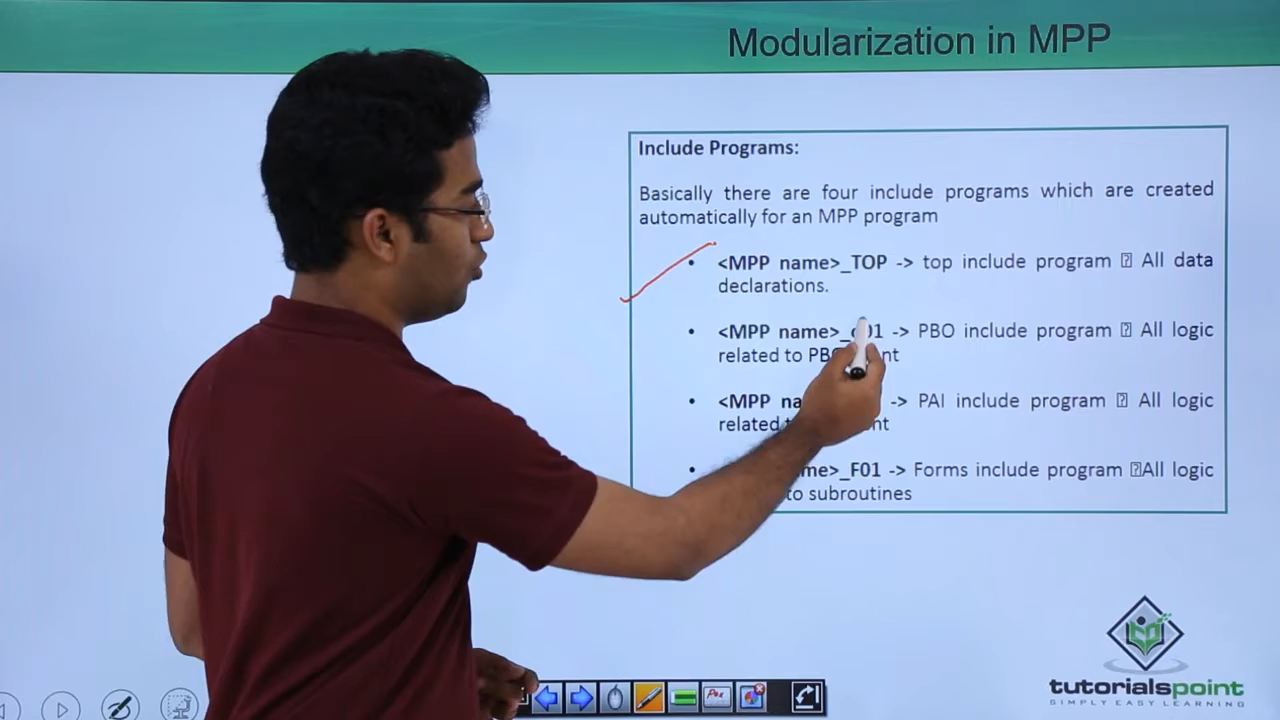 Modularization in MPP
Include Programs:
Basically there are four include programs which are created
automatically for an MPP program
• <MPP name>_TOP -> top include program All data
declarations.
• <MPP name>_ 01 -> PBO include program All logic
related to
• <MPP -> PAI include program All logic
related
• _F01 -> Forms include program All logic
to subroutines
tutorialspoint
SIMPLY EASY LEARNING